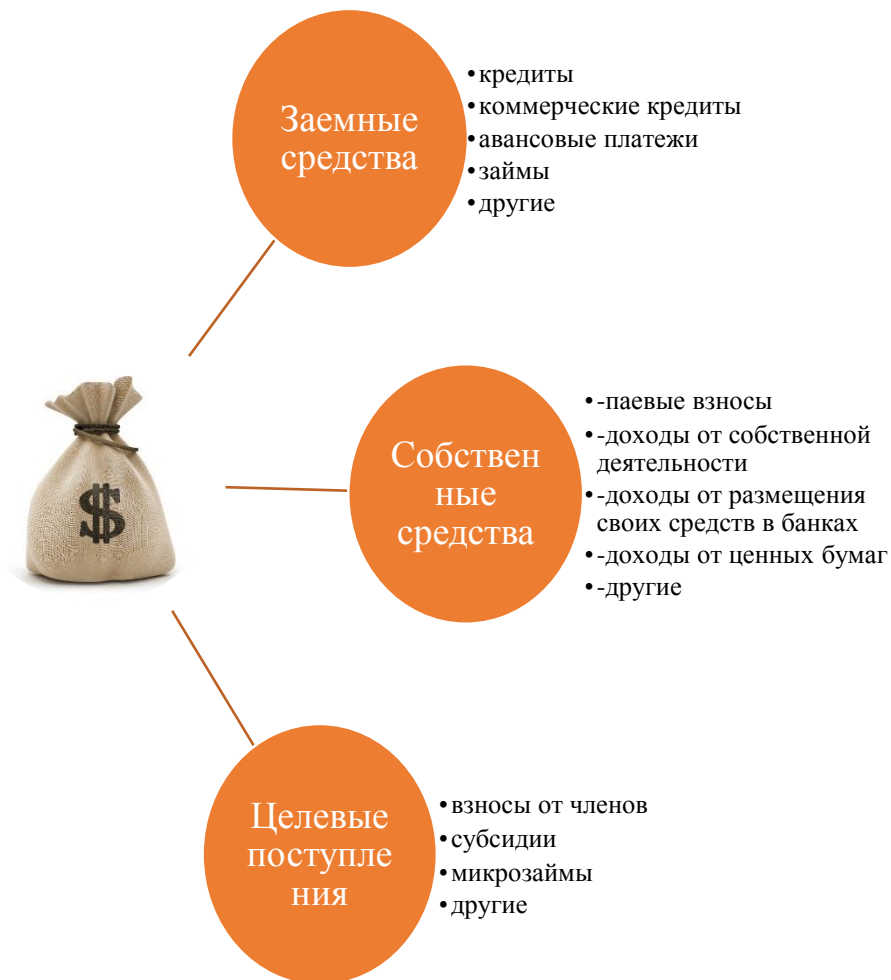 Заемные
средства
•кредиты
•коммерческие кредиты
•авансовые платежи
•займы
•другие
$
Собствен
ные
средства
•-паевые взносы
•-доходы от собственной
деятельности
•-доходы от размещения
своих средств в банках
•-доходы от ценных бумаг
•-другие
Целевые
поступле
ния
•взносы от членов
•субсидии
•микрозаймы
•другие